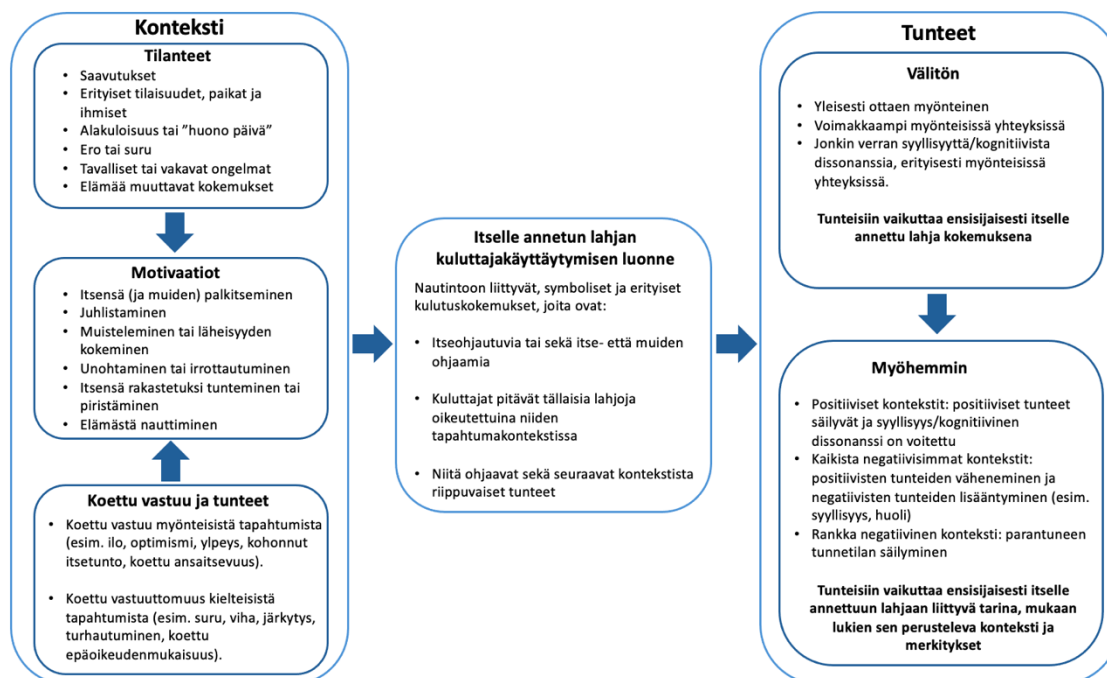 Konteksti
Tilanteet
• Saavutukset
• Erityiset tilaisuudet, paikat ja
ihmiset
• Alakuloisuus tai ”huono päivä”
• Ero tai suru
• Tavalliset tai vakavat ongelmat
• Elämää muuttavat kokemukset
Motivaatiot
• Itsensä (ja muiden) palkitseminen
• Juhlistaminen
• Muisteleminen tai läheisyyden
kokeminen
• Unohtaminen tai irrottautuminen
• Itsensä rakastetuksi tunteminen tai
piristäminen
• Elämästä nauttiminen
Koettu vastuu ja tunteet
• Koettu vastuu myönteisistä tapahtumista
(esim. ilo, optimismi, ylpeys, kohonnut
itsetunto, koettu ansaitsevuus).
• Koettu vastuuttomuus kielteisistä
tapahtumista (esim. suru, viha, järkytys,
turhautuminen, koettu
epäoikeudenmukaisuus).
Itselle annetun lahjan
kuluttajakäyttäytymisen luonne
Nautintoon liittyvät, symboliset ja erityiset
kulutuskokemukset, joita ovat:
• Itseohjautuvia tai sekä itse- että muiden
ohjaamia
• Kuluttajat pitävät tällaisia lahjoja
oikeutettuina niiden
tapahtumakontekstissa
• Niitä ohjaavat sekä seuraavat kontekstista
riippuvaiset tunteet
Tunteet
Välitön
• Yleisesti ottaen myönteinen
• Voimakkaampi myönteisissä yhteyksissä
• Jonkin verran syyllisyyttä/kognitiivista
dissonanssia, erityisesti myönteisissä
yhteyksissä.
Tunteisiin vaikuttaa ensisijaisesti itselle
annettu lahja kokemuksena
Myöhemmin
• Positiiviset kontekstit: positiiviset tunteet
säilyvät ja syyllisyys/kognitiivinen
dissonanssi on voitettu
• Kaikista negatiivisimmat kontekstit:
positiivisten tunteiden väheneminen ja
negatiivisten tunteiden lisääntyminen (esim.
syyllisyys, huoli)
• Rankka negatiivinen konteksti: parantuneen
tunnetilan säilyminen
Tunteisiin vaikuttaa ensisijaisesti itselle
annettuun lahjaan liittyvä tarina, mukaan
lukien sen perusteleva konteksti ja
merkitykset